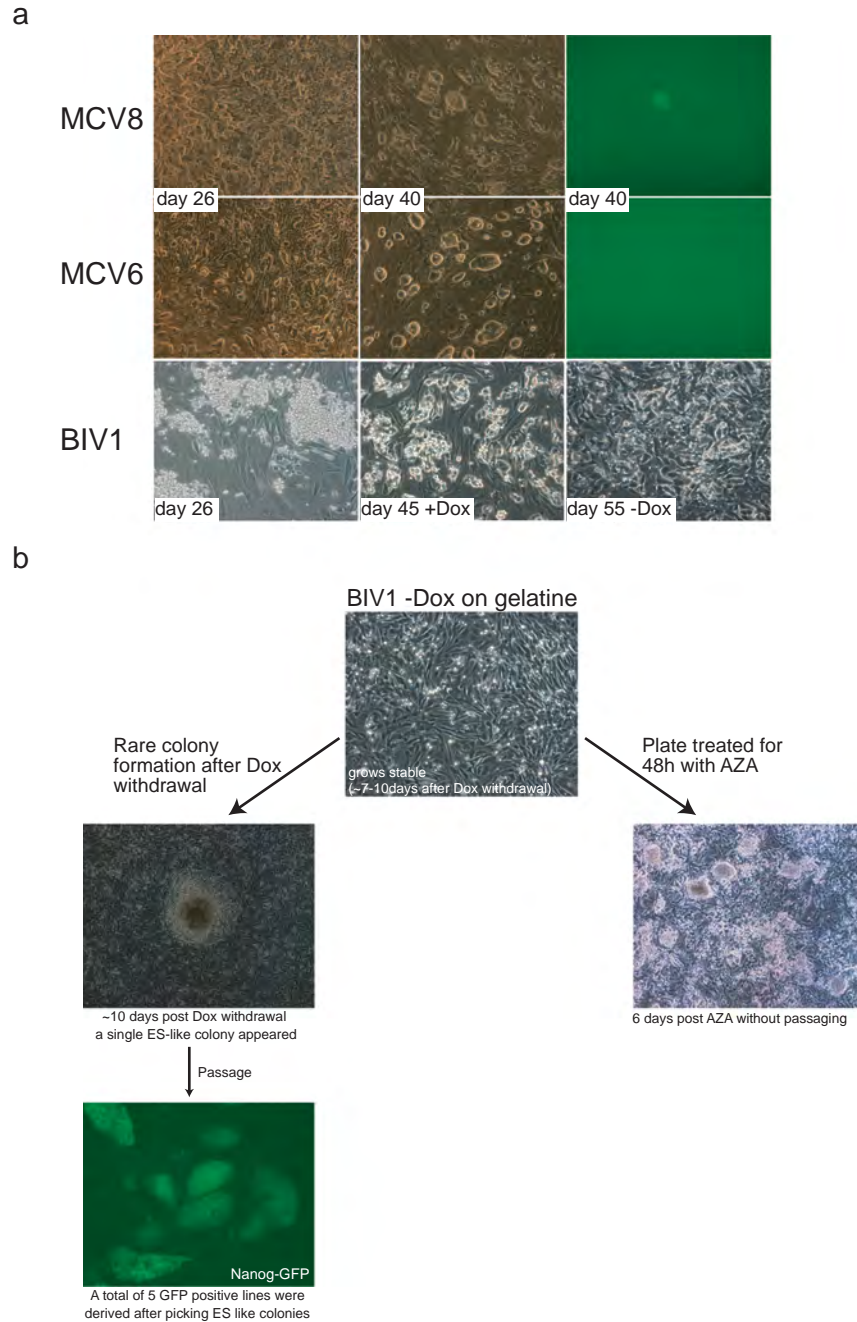 a
MCV8
day 26
day 40
day 40
MCV6
BIV1
day 26
day 45 +Dox
day 55 -Dox
b
BIV1 -Dox on gelatine
grows stable
(~7-10days after Dox withdrawal)
Rare colony
formation after Dox
withdrawal
Plate treated for
48h with AZA
~10 days post Dox withdrawal
a single ES-like colony appeared
6 days post AZA without passaging
Passage
Nanog-GFP
A total of 5 GFP positive lines were
derived after picking ES like colonies